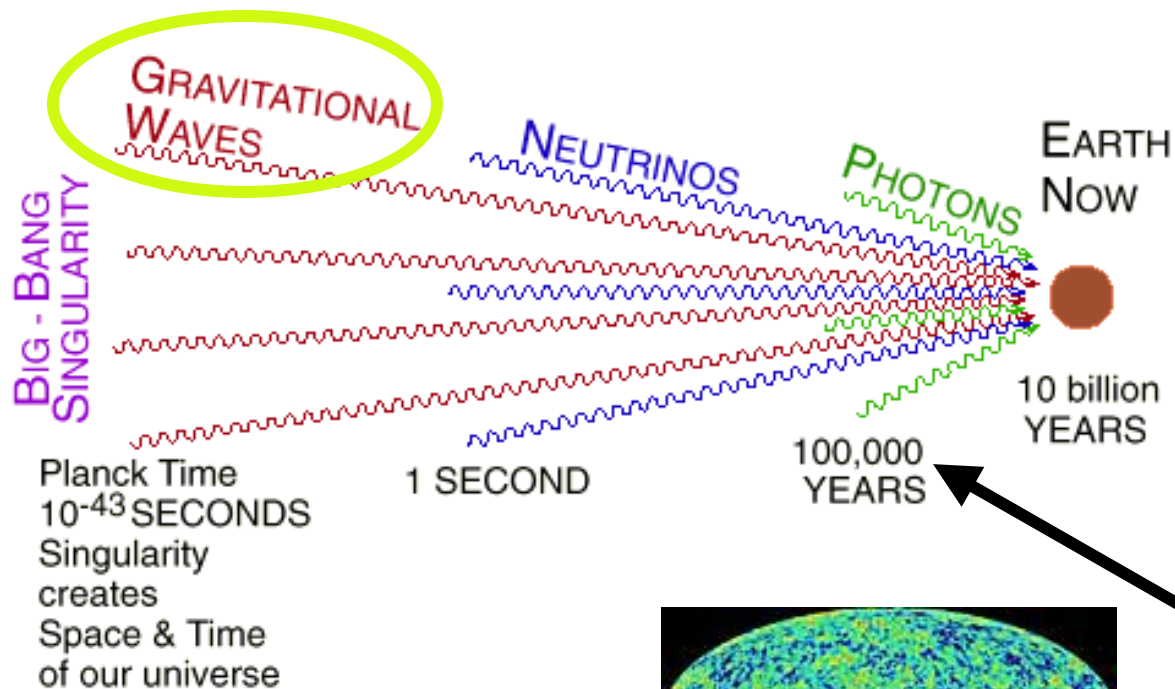 GRAVITATIONAL
WAVES
NEUTRINOS
PHOTONS
EARTH
NOW
BIG - BANG
SINGULARITY
10 billion
YEARS
100,000
YEARS
1 SECOND
Planck Time
10⁻⁴³ SECONDS
Singularity
creates
Space & Time
of our universe